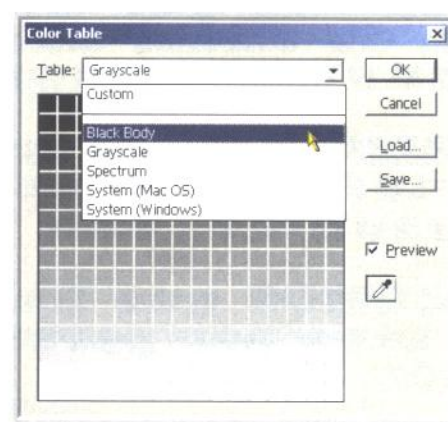 Color Table
Table: Grayscale
OK
Custom
Cancel
Black Body
Load...
Grayscale
Spectrum
Save...
System (Mac OS)
System (Windows)
Preview